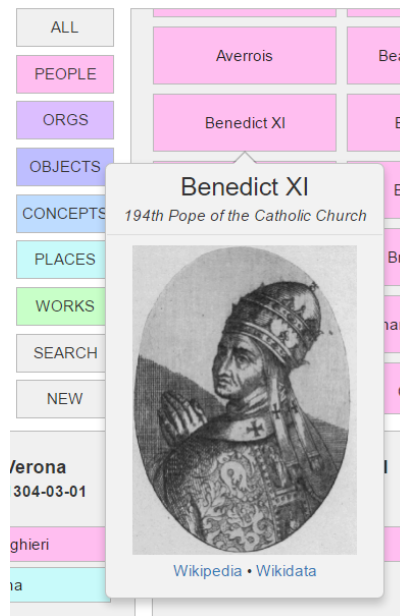 ALL
PEOPLE
ORGS
OBJECTS
CONCEPTS
PLACES
WORKS
SEARCH
NEW
Averrois
Benedict XI
Benedict XI
194th Pope of the Catholic Church
Wikipedia • Wikidata
Verona
304-03-01
ghieri